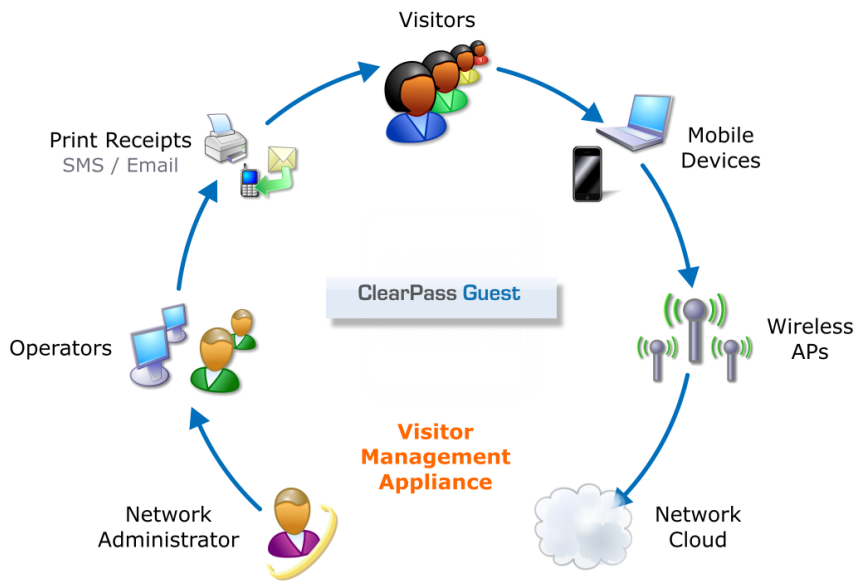 Visitors
Print Receipts
SMS / Email
Mobile
Devices
ClearPass Guest
Operators
Wireless
APs
Visitor
Management
Appliance
Network
Administrator
Network
Cloud